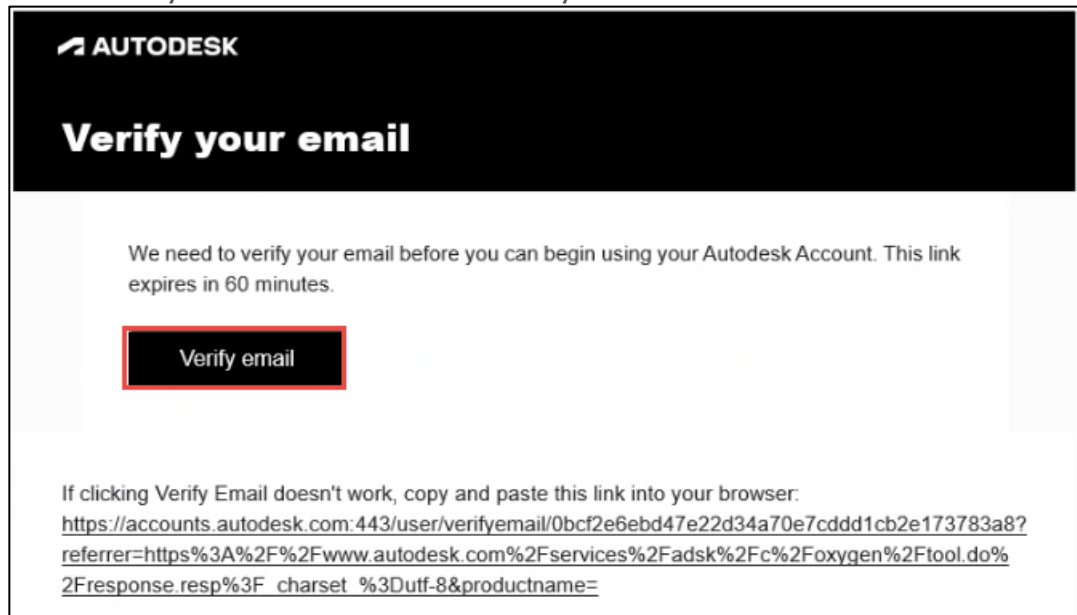 AUTODESK
Verify your email
We need to verify your email before you can begin using your Autodesk Account. This link
expires in 60 minutes.
Verify email
If clicking Verify Email doesn't work, copy and paste this link into your browser:
https://accounts.autodesk.com:443/user/verifyemail/0bcf2e6ebd47e22d34a70e7cddd1cb2e173783a8?
referrer=https%3A%2F%2Fwww.autodesk.com%2Fservices%2Fadsk%2Fc%2Foxygen%2Ftool.do%
2Fresponse.resp%3F_charset_%3Dutf-8&productname=